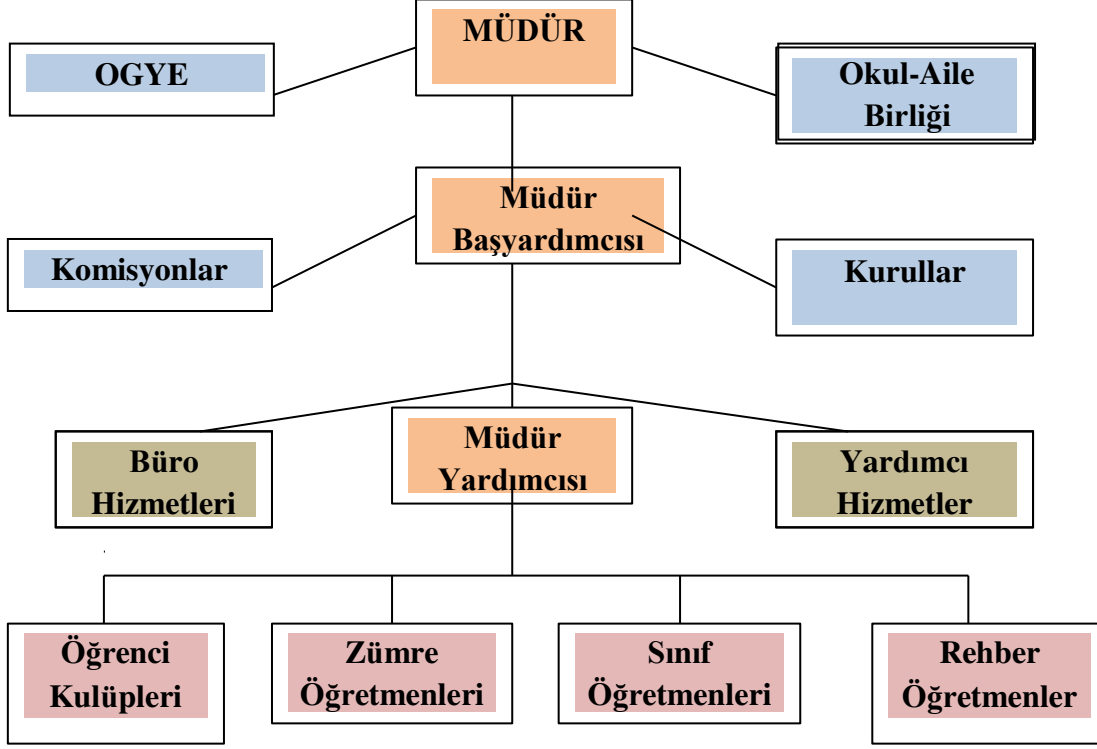 MÜDÜR
OGYE
Okul-Aile
Birliği
Müdür
Başyardımcısı
Komisyonlar
Kurullar
Büro
Hizmetleri
Müdür
Yardımcısı
Yardımcı
Hizmetler
Öğrenci
Kulüpleri
Zümre
Öğretmenleri
Sınıf
Öğretmenleri
Rehber
Öğretmenler